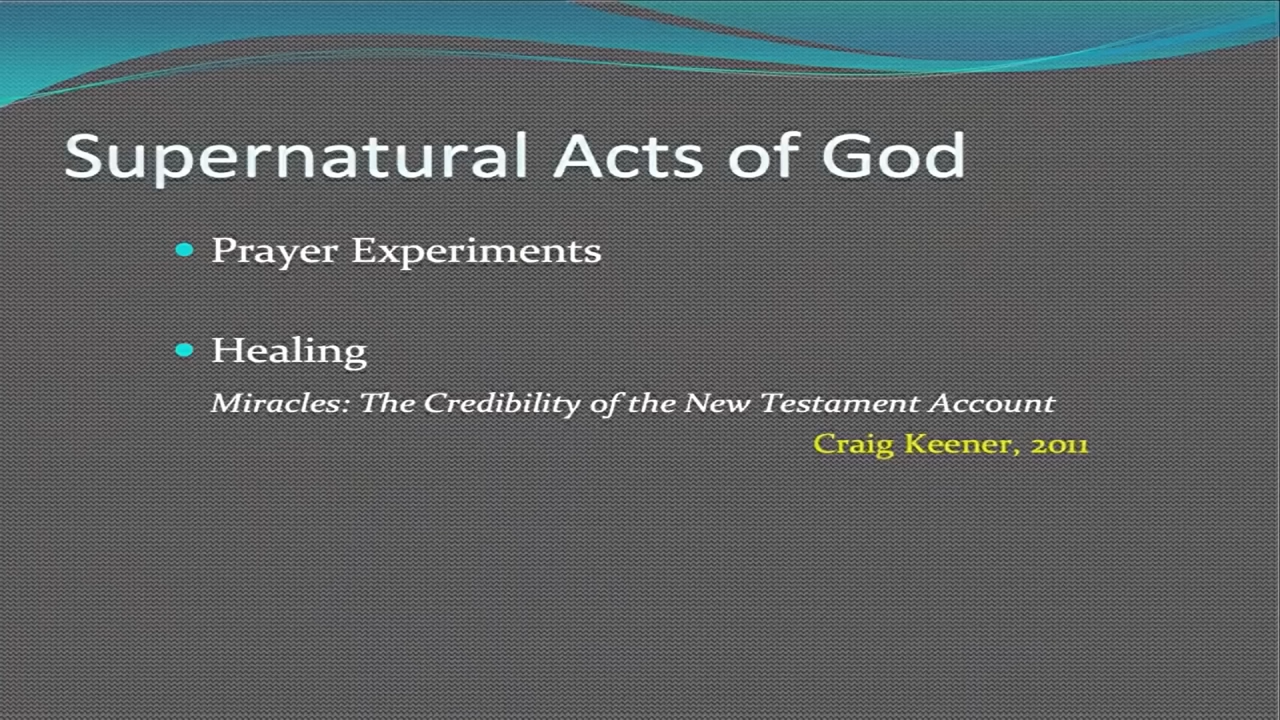 Supernatural Acts of God
Prayer Experiments
Healing
Miracles: The Credibility of the New Testament Account
Craig Keener, 2011